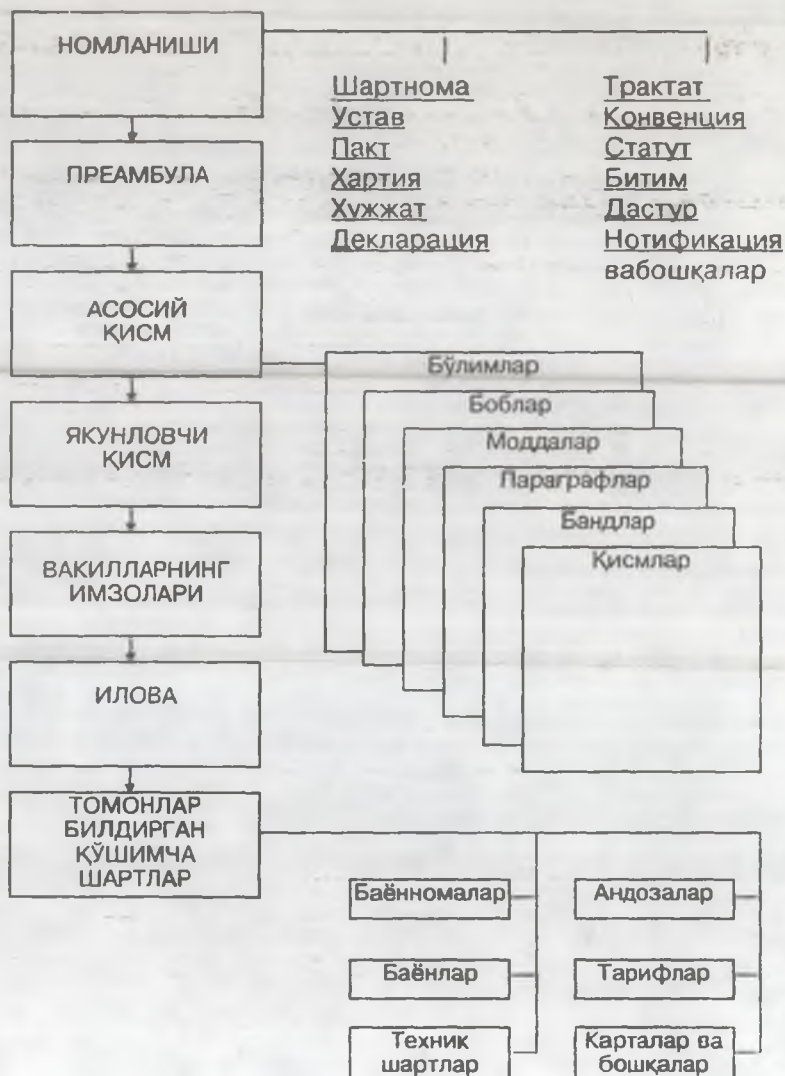 НОМЛАНИШИ
Шартнома
Устав
Пакт
Хартия
Хужжат
Декларация
Трактат
Конвенция
Статут
Битим
Дастур
Нотификация
вабошқалар
ПРЕАМБУЛА
АСОСИЙ
ҚИСМ
Бўлимлар
Боблар
Моддалар
Параграфлар
Бандлар
Қисмлар
ЯКУНЛОВЧИ
ҚИСМ
ВАКИЛЛАРНИНГ
ИМЗОЛАРИ
ИЛОВА
ТОМОНЛАР
БИЛДИРГАН
ҚЎШИМЧА
ШАРТЛАР
Баённомалар
Баёнлар
Техник
шартлар
Андозалар
Тарифлар
Карталар ва
бошқалар